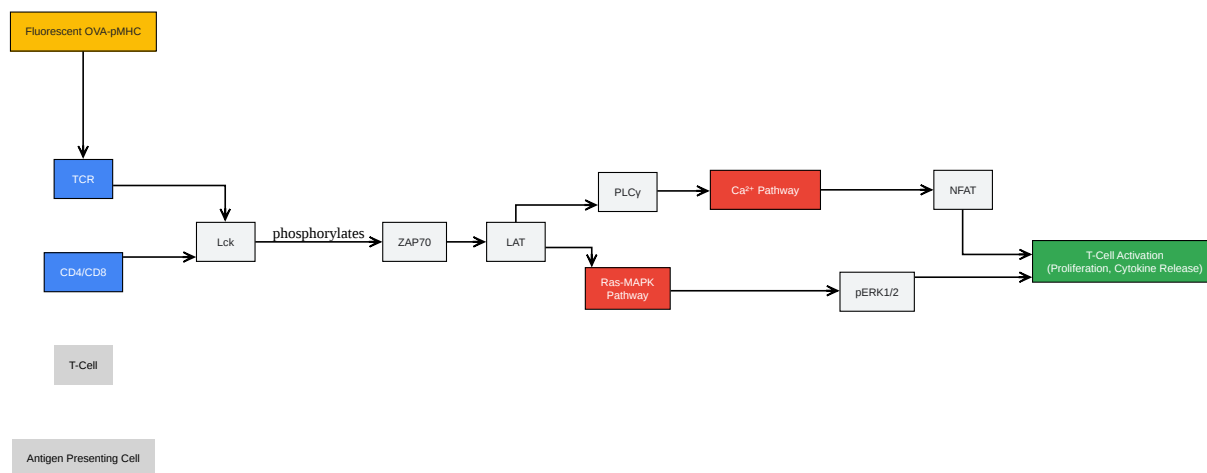 Fluorescent OVA-pMHC
TCR
CD4/CD8
Lck
phosphorylates
ZAP70
LAT
PLCγ
Ca²⁺ Pathway
NFAT
Ras-MAPK
Pathway
pERK1/2
T-Cell Activation
(Proliferation, Cytokine Release)
T-Cell
Antigen Presenting Cell